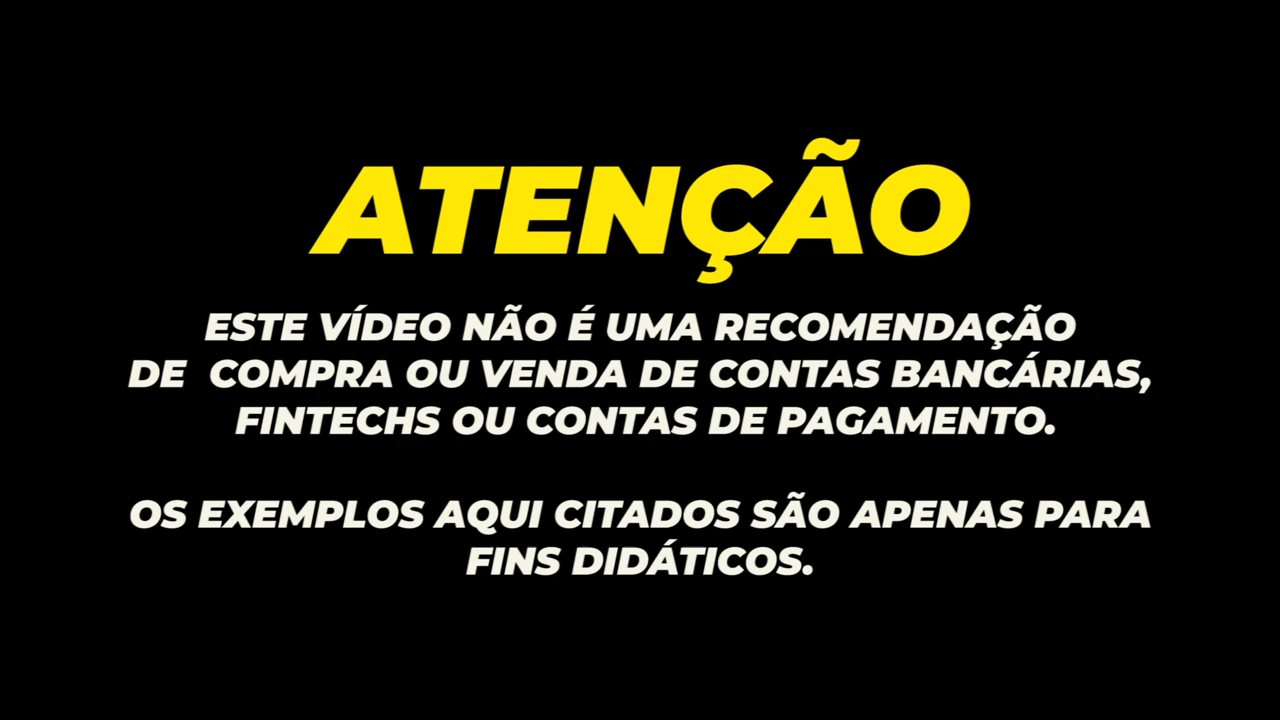 ATENÇÃO
ESTE VÍDEO NÃO É UMA RECOMENDAÇÃO
DE COMPRA OU VENDA DE CONTAS BANCÁRIAS,
FINTECHS OU CONTAS DE PAGAMENTO.
OS EXEMPLOS AQUI CITADOS SÃO APENAS PARA
FINS DIDÁTICOS.